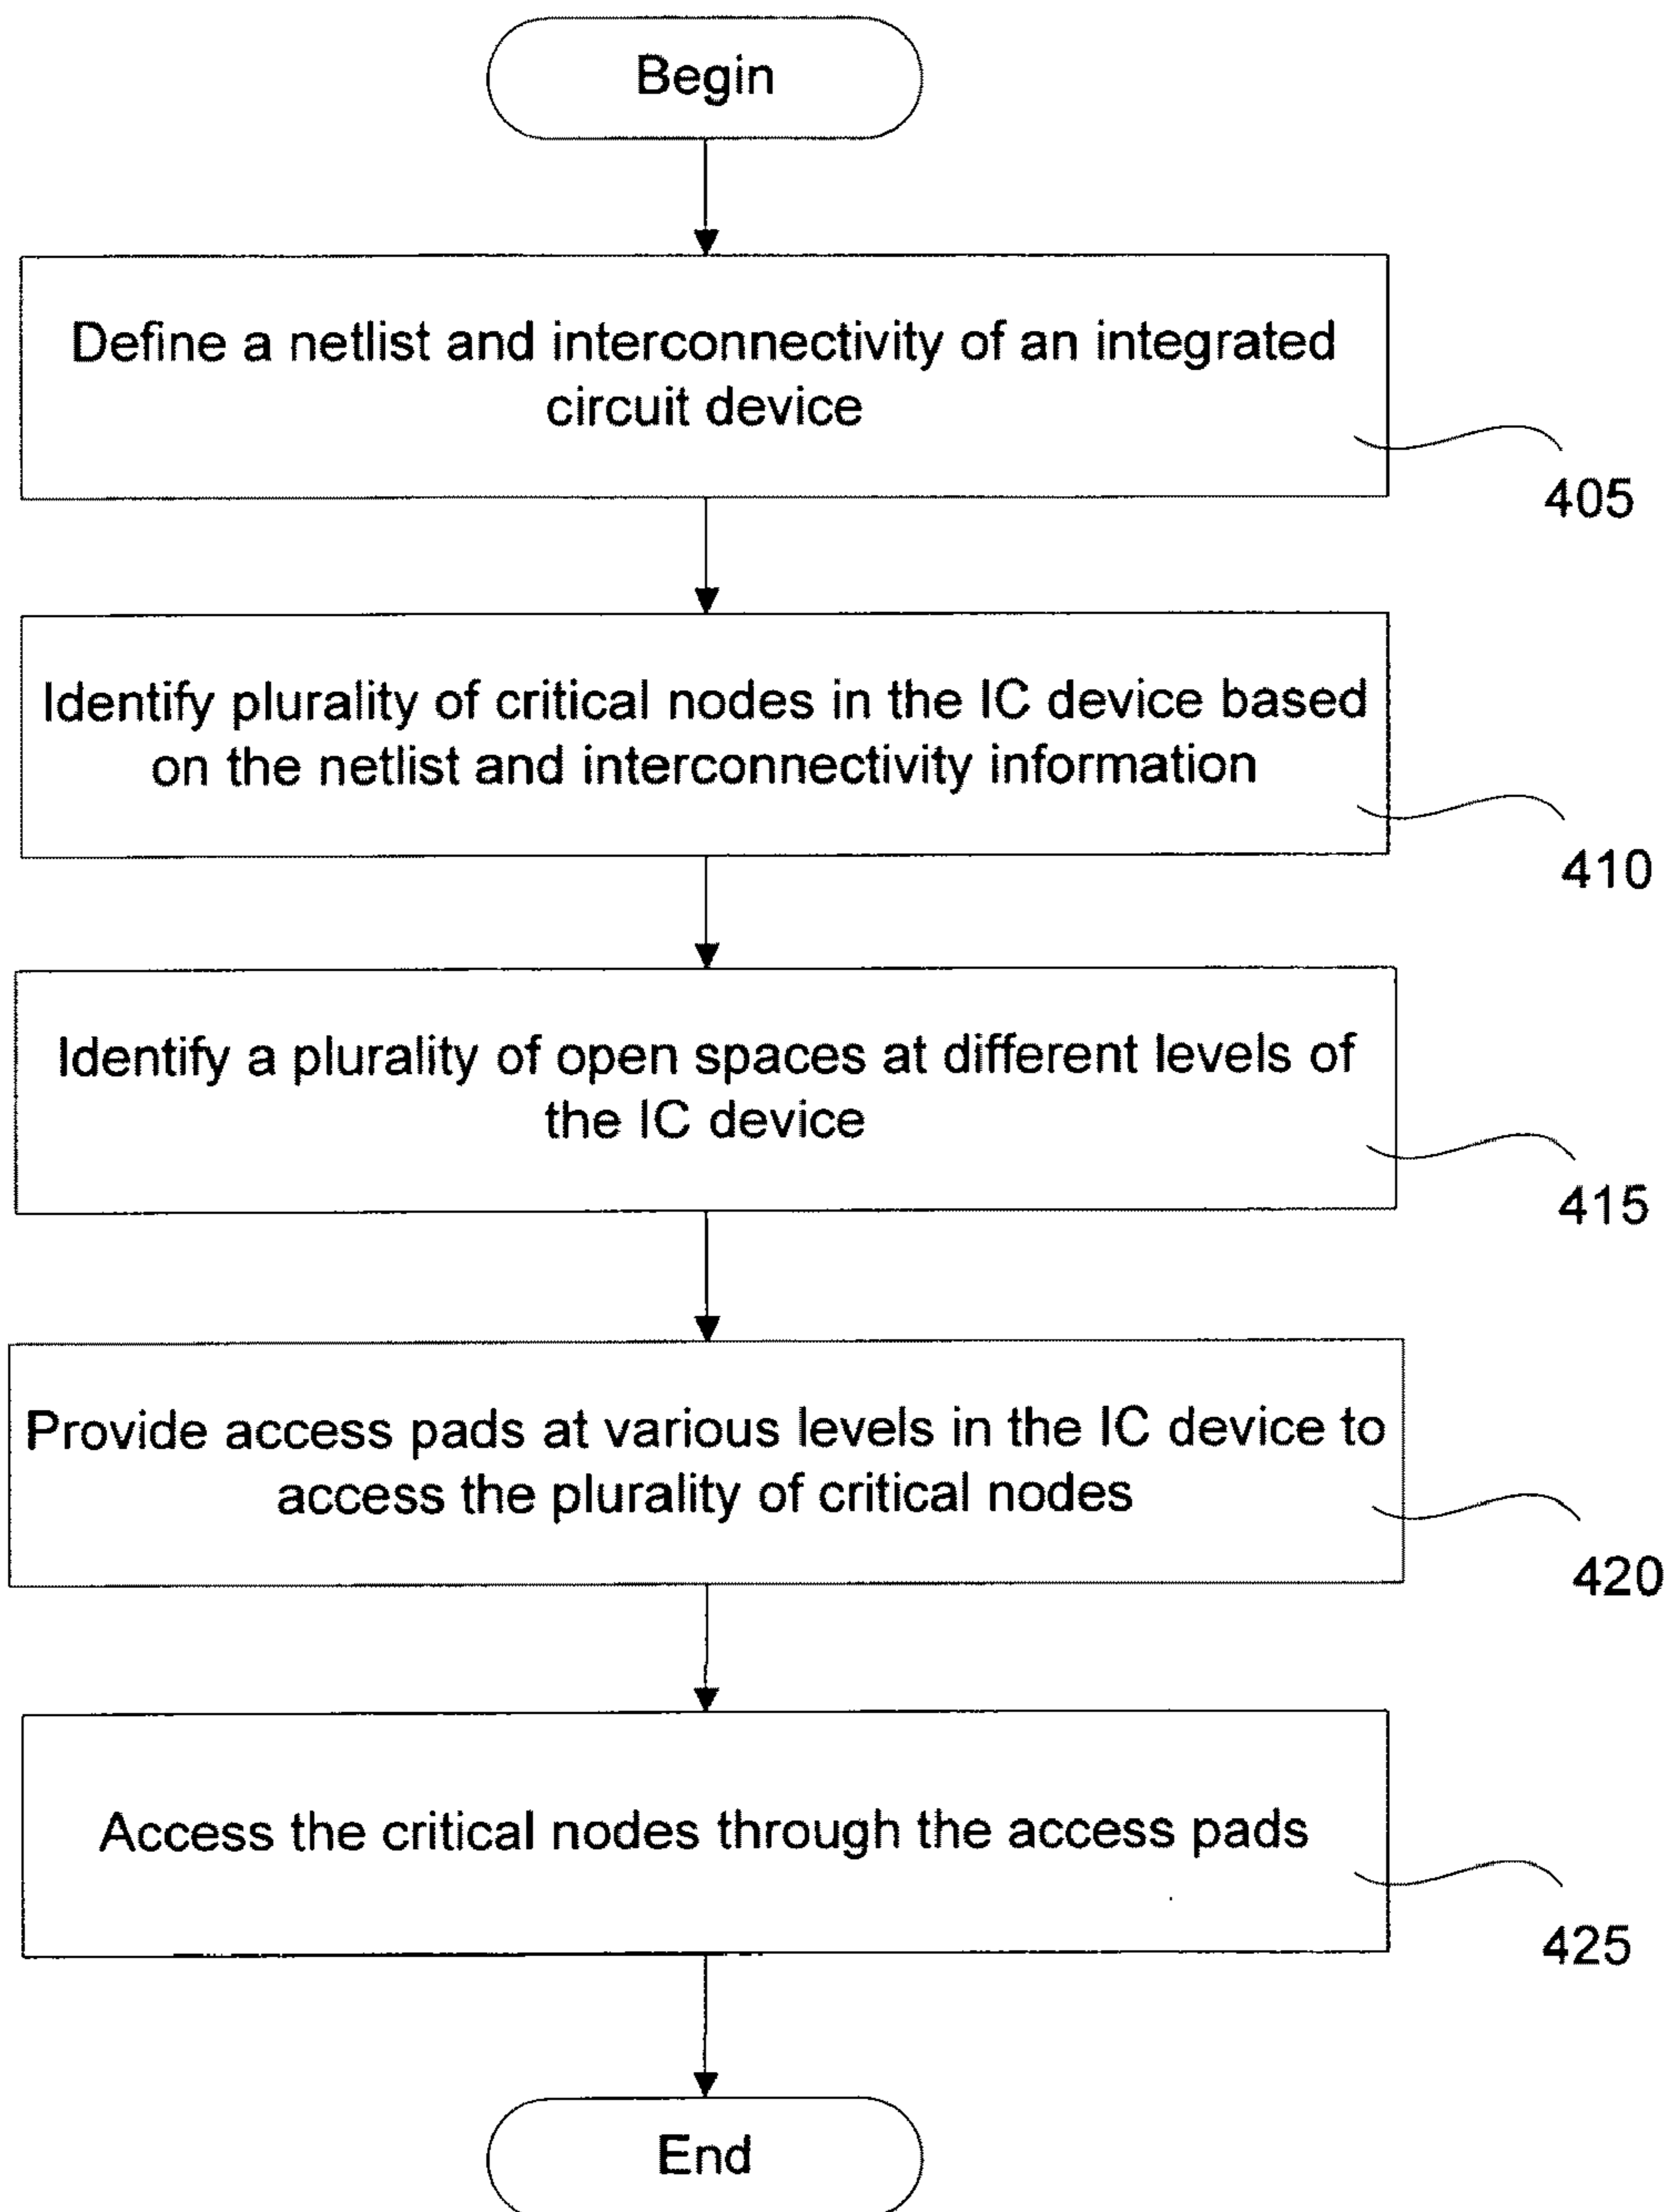 Begin
Define a netlist and interconnectivity of an integrated
circuit device
405
Identify plurality of critical nodes in the IC device based
on the netlist and interconnectivity information
410
Identify a plurality of open spaces at different levels of
the IC device
415
Provide access pads at various levels in the IC device to
access the plurality of critical nodes
420
Access the critical nodes through the access pads
425
End